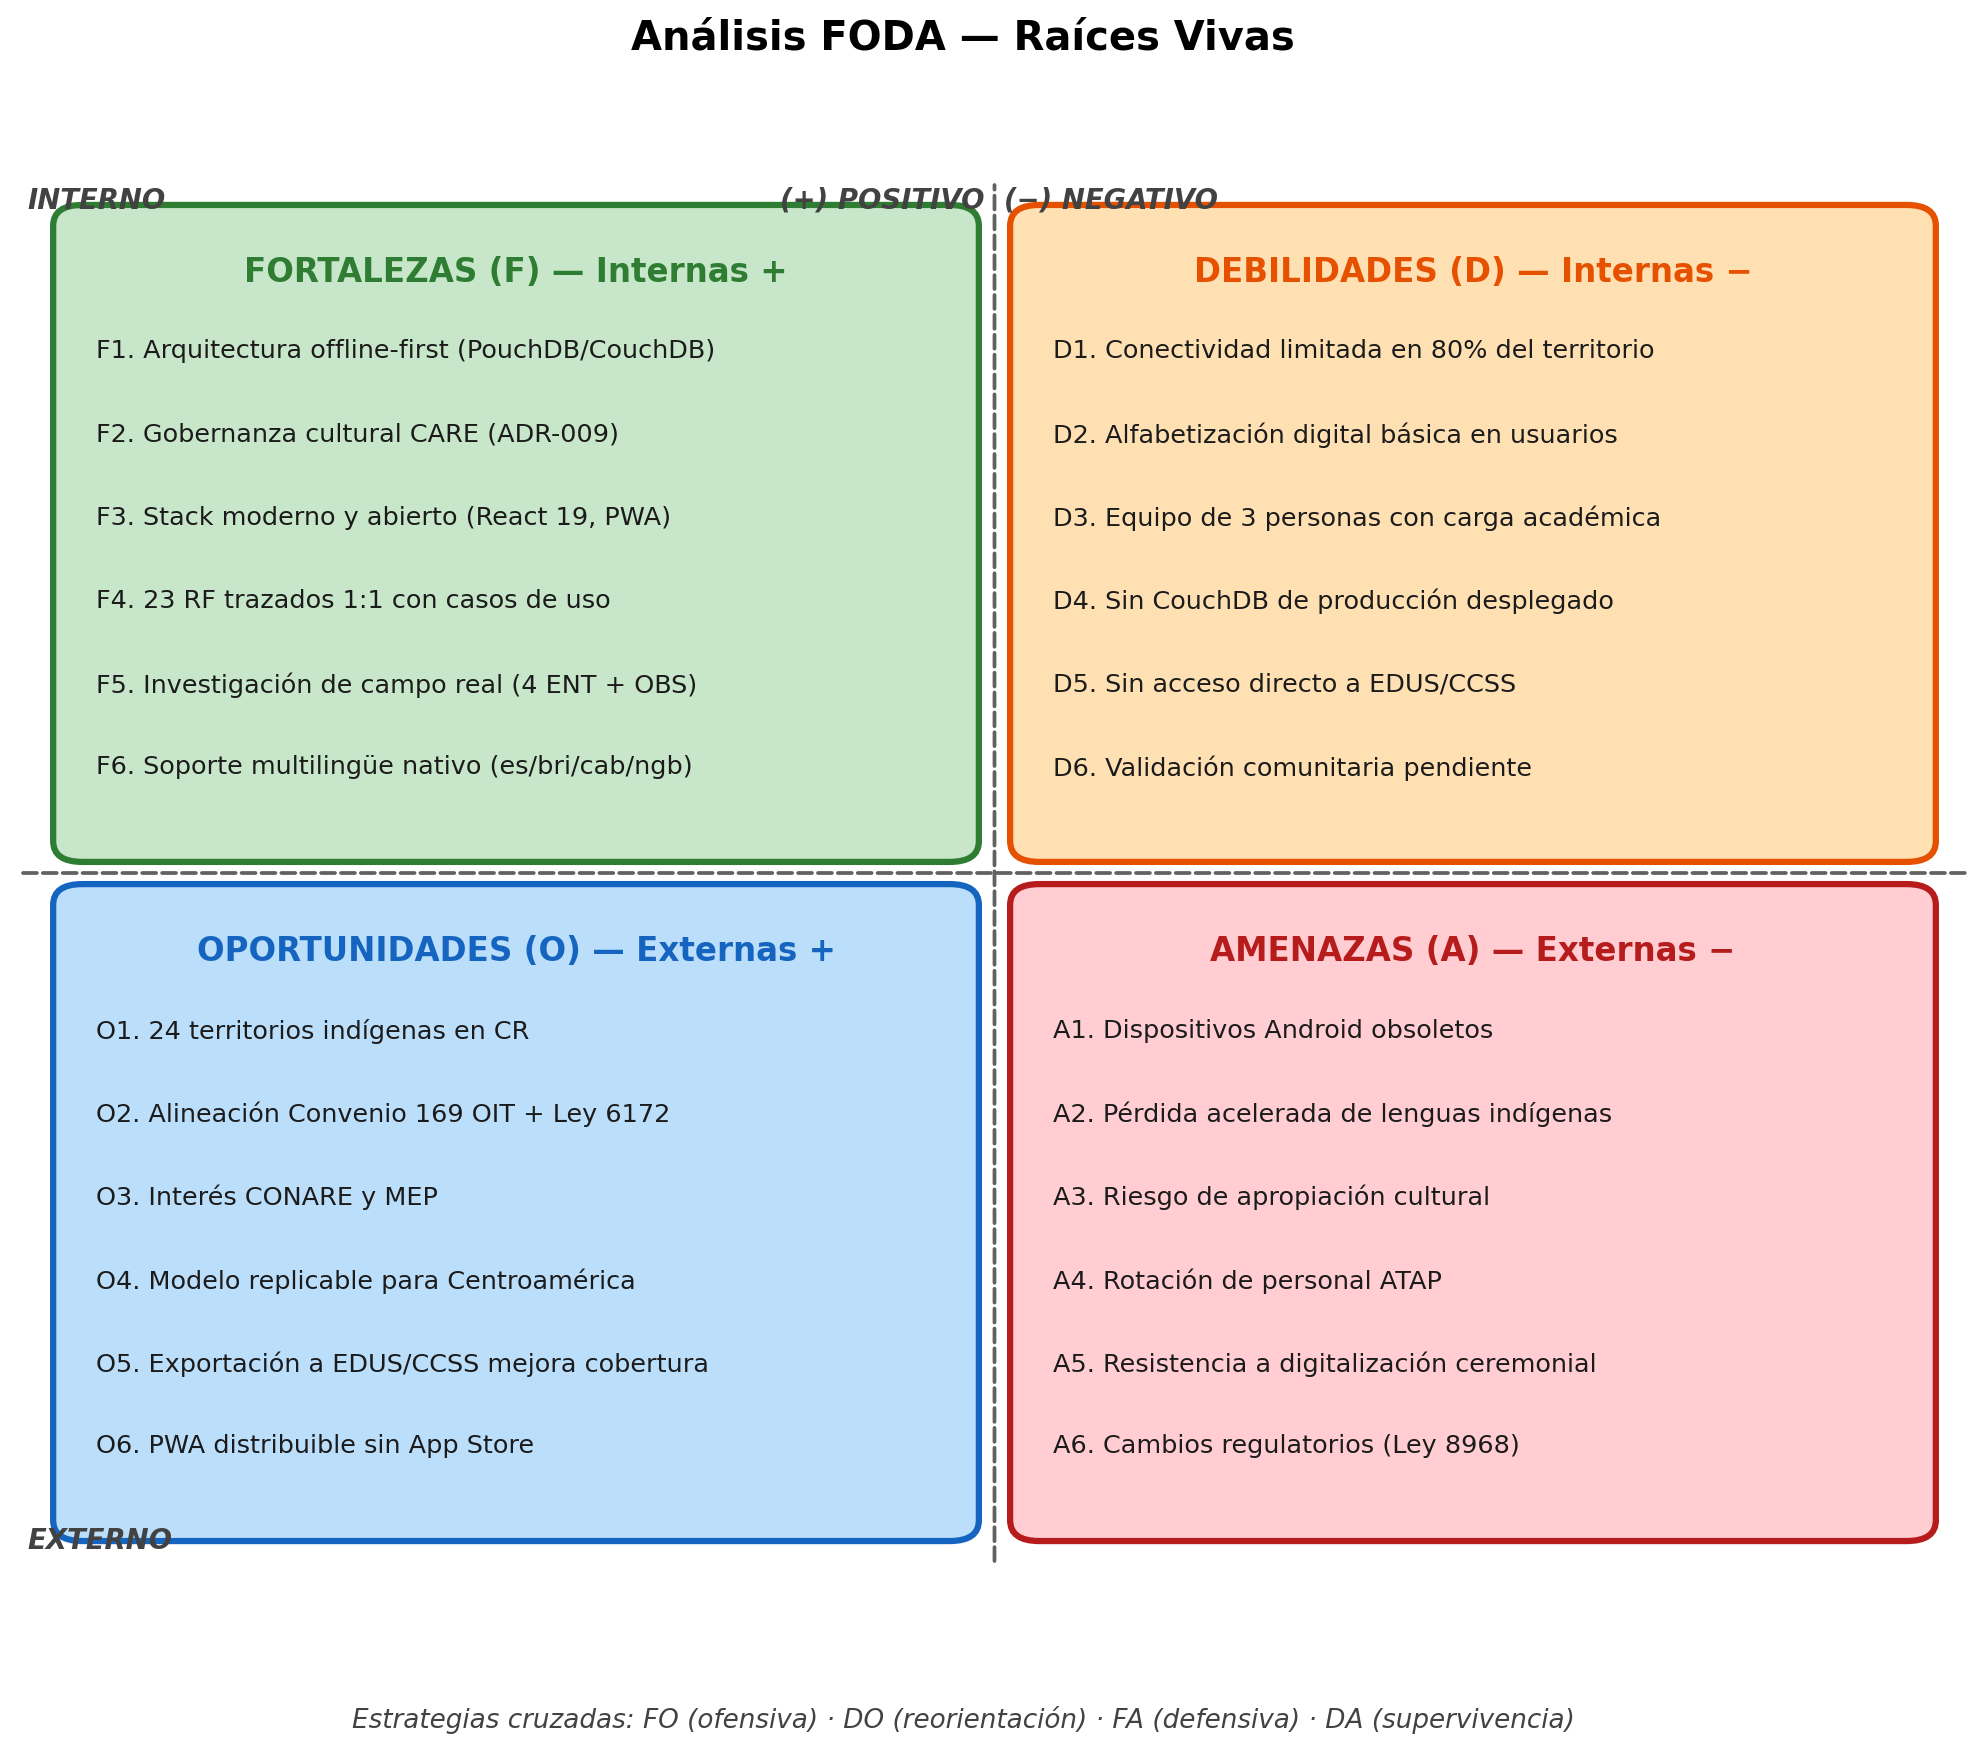 Análisis FODA — Raíces Vivas
INTERNO
(+) POSITIVO
(−) NEGATIVO
FORTALEZAS (F) — Internas +
F1. Arquitectura offline-first (PouchDB/CouchDB)
F2. Gobernanza cultural CARE (ADR-009)
F3. Stack moderno y abierto (React 19, PWA)
F4. 23 RF trazados 1:1 con casos de uso
F5. Investigación de campo real (4 ENT + OBS)
F6. Soporte multilingüe nativo (es/bri/cab/ngb)
DEBILIDADES (D) — Internas −
D1. Conectividad limitada en 80% del territorio
D2. Alfabetización digital básica en usuarios
D3. Equipo de 3 personas con carga académica
D4. Sin CouchDB de producción desplegado
D5. Sin acceso directo a EDUS/CCSS
D6. Validación comunitaria pendiente
OPORTUNIDADES (O) — Externas +
O1. 24 territorios indígenas en CR
O2. Alineación Convenio 169 OIT + Ley 6172
O3. Interés CONARE y MEP
O4. Modelo replicable para Centroamérica
O5. Exportación a EDUS/CCSS mejora cobertura
O6. PWA distribuible sin App Store
AMENAZAS (A) — Externas −
A1. Dispositivos Android obsoletos
A2. Pérdida acelerada de lenguas indígenas
A3. Riesgo de apropiación cultural
A4. Rotación de personal ATAP
A5. Resistencia a digitalización ceremonial
A6. Cambios regulatorios (Ley 8968)
EXTERNO
Estrategias cruzadas: FO (ofensiva) · DO (reorientación) · FA (defensiva) · DA (supervivencia)